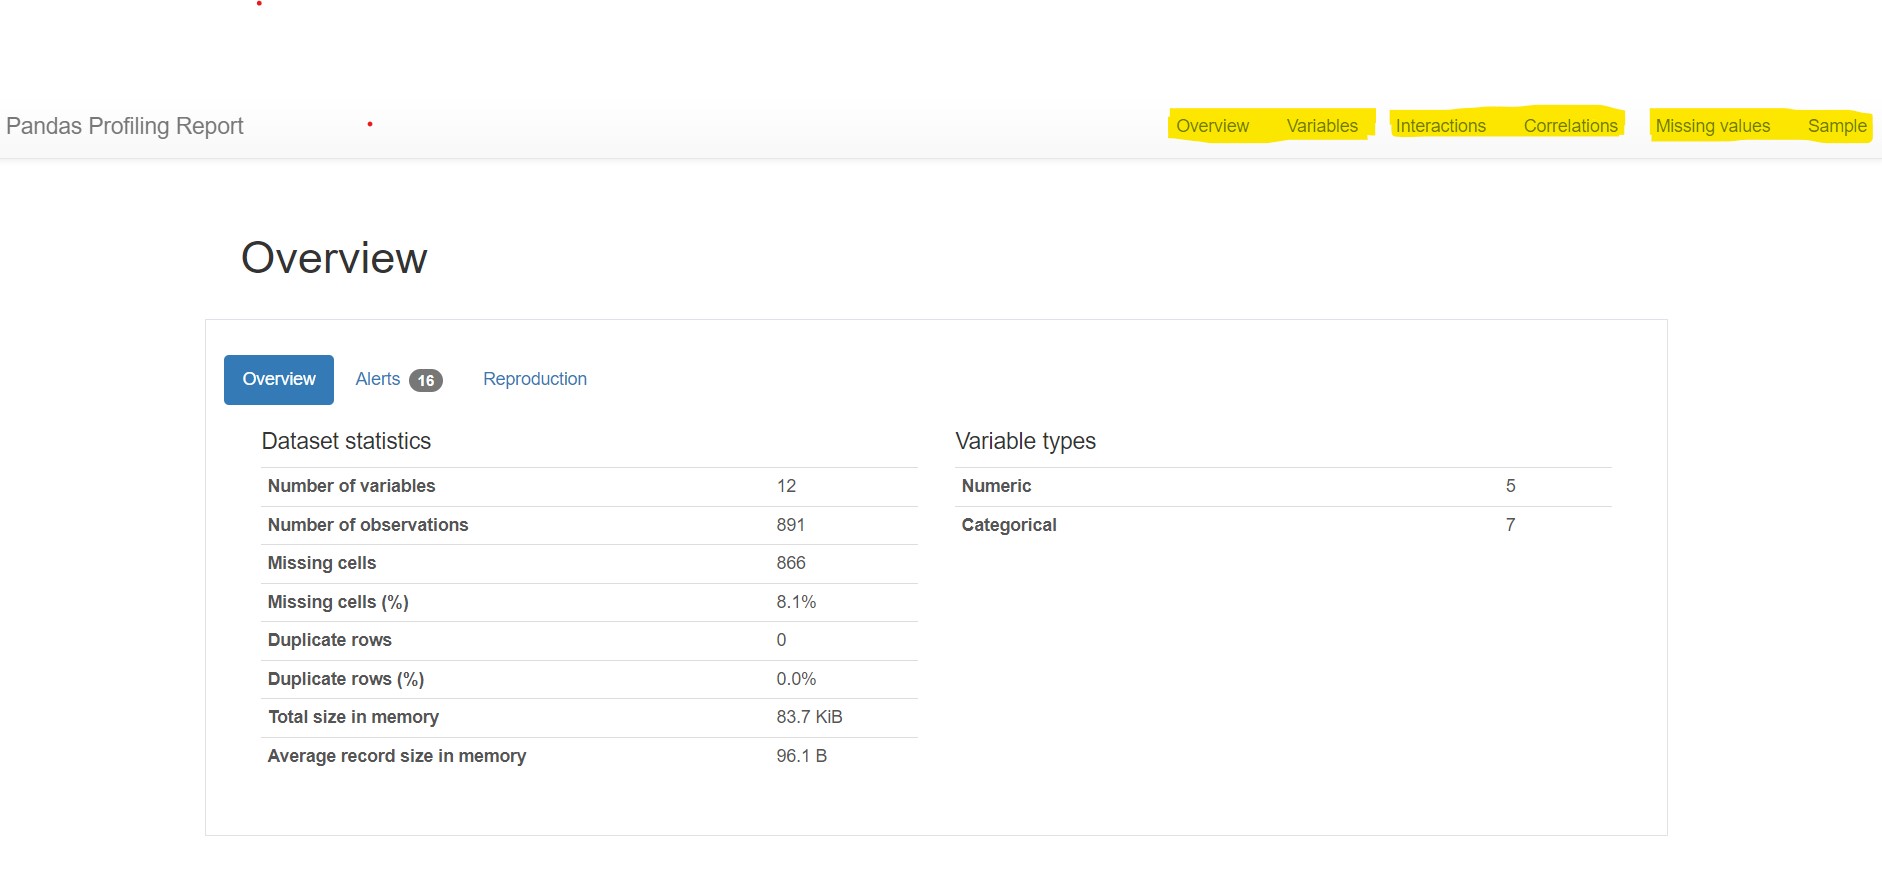 Pandas Profiling Report Overview Variables Interactions Correlations Missing values Sample
Overview
Overview Alerts 16 Reproduction
Dataset statistics
Number of variables 12
Number of observations 891
Missing cells 866
Missing cells (%) 8.1%
Duplicate rows 0
Duplicate rows (%) 0.0%
Total size in memory 83.7 KiB
Average record size in memory 96.1 B
Variable types
Numeric 5
Categorical 7